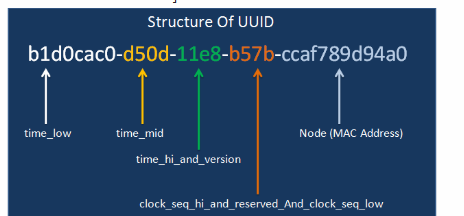 Structure Of UUID
b1d0cac0-d50d-11e8-b57b-ccaf789d94a0
time_low
time_mid
Node (MAC Address)
time_hi_and_version
clock_seq_hi_and_reserved_And_clock_seq_low